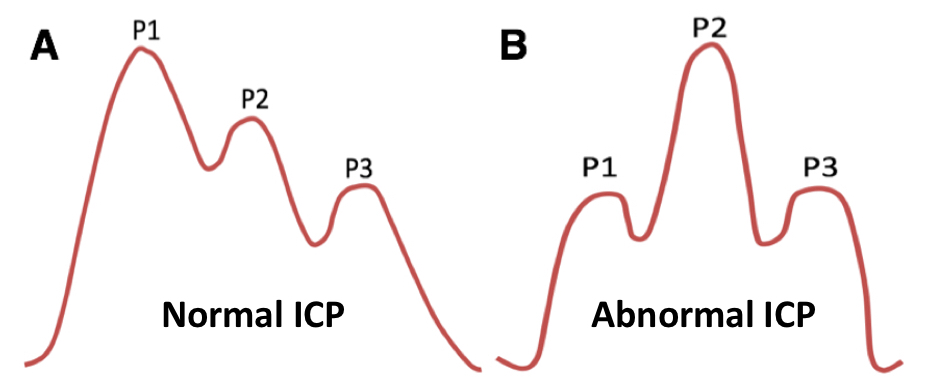 A
P1
P2
P3
Normal ICP
B
P1
P2
P3
Abnormal ICP